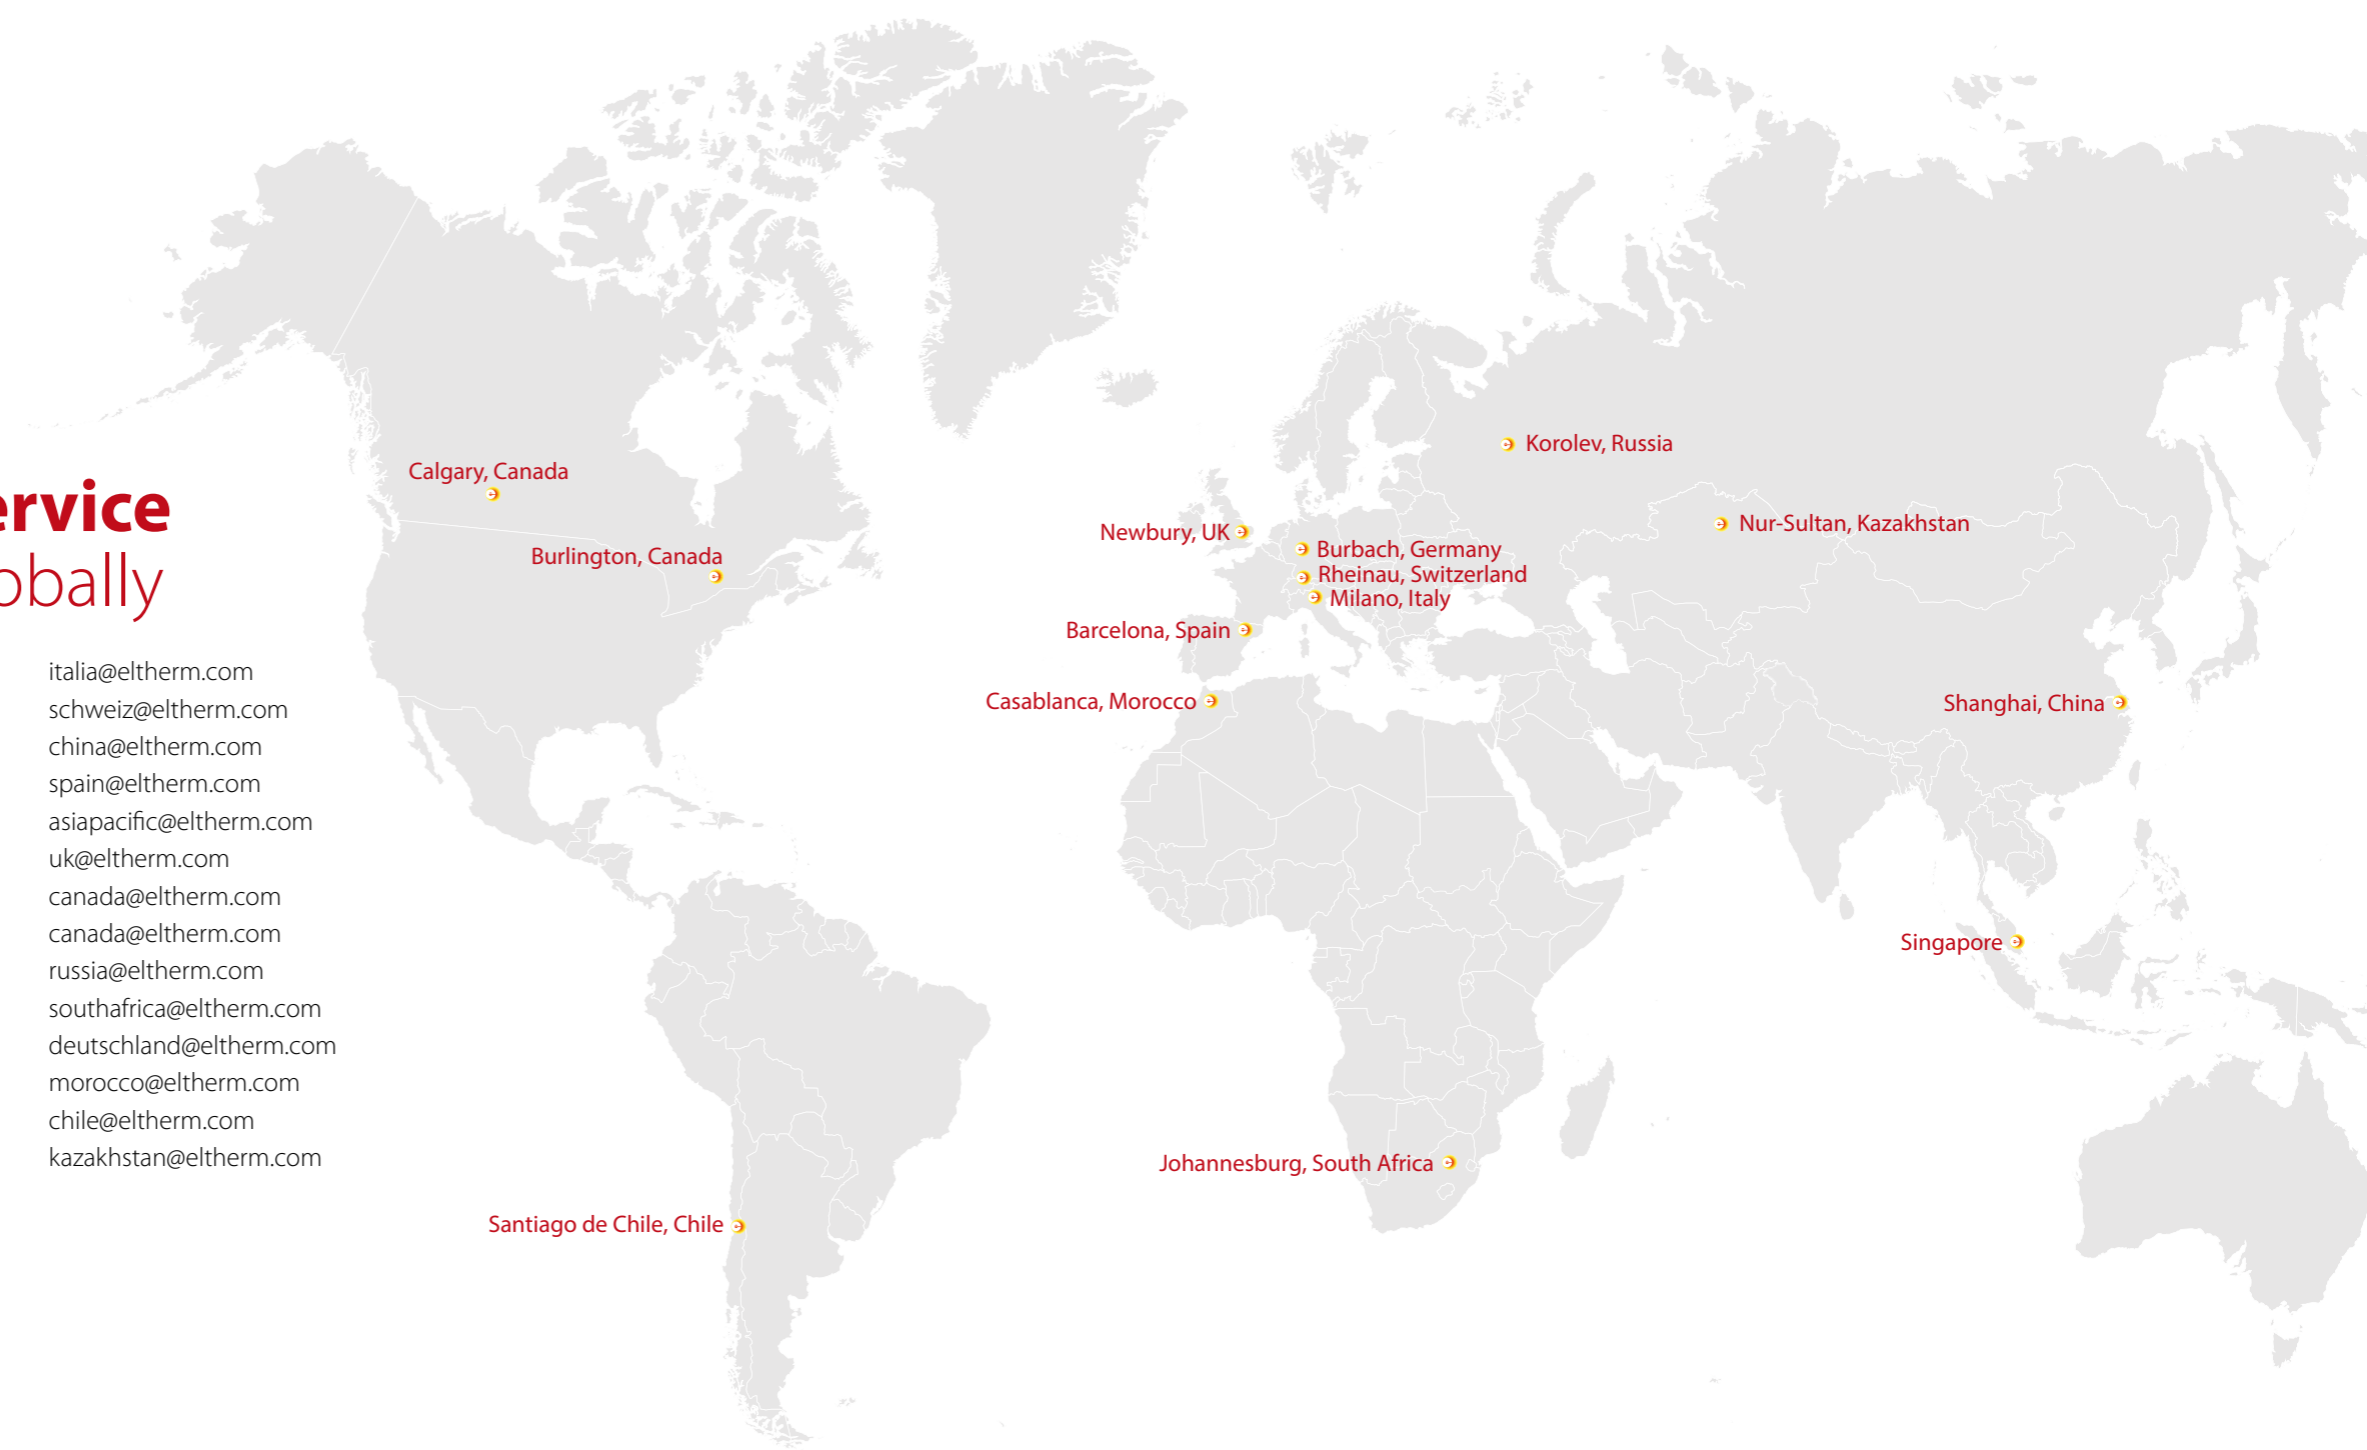 ervice
obally
italia@eltherm.com
schweiz@eltherm.com
china@eltherm.com
spain@eltherm.com
asiapacific@eltherm.com
uk@eltherm.com
canada@eltherm.com
canada@eltherm.com
russia@eltherm.com
southafrica@eltherm.com
deutschland@eltherm.com
morocco@eltherm.com
chile@eltherm.com
kazakhstan@eltherm.com
Calgary, Canada
Burlington, Canada
Santiago de Chile, Chile
Korolev, Russia
Nur-Sultan, Kazakhstan
Newbury, UK
Burbach, Germany
Rheinau, Switzerland
Milano, Italy
Barcelona, Spain
Casablanca, Morocco
Shanghai, China
Singapore
Johannesburg, South Africa